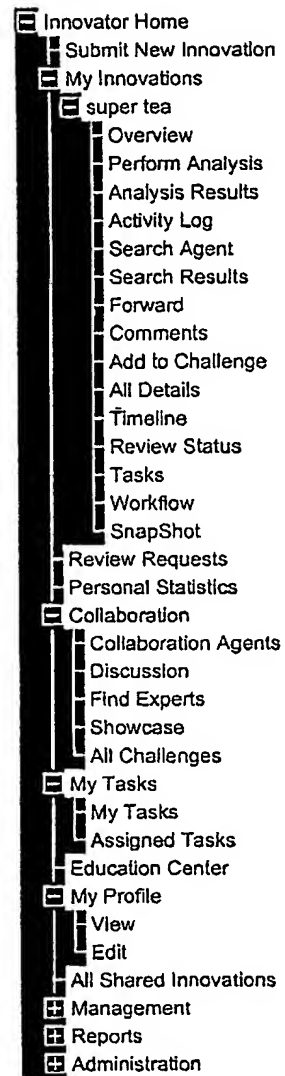 Innovator Home
Submit New Innovation
My Innovations
super tea
Overview
Perform Analysis
Analysis Results
Activity Log
Search Agent
Search Results
Forward
Comments
Add to Challenge
All Details
Timeline
Review Status
Tasks
Workflow
SnapShot
Review Requests
Personal Statistics
Collaboration
Collaboration Agents
Discussion
Find Experts
Showcase
All Challenges
My Tasks
My Tasks
Assigned Tasks
Education Center
My Profile
View
Edit
All Shared Innovations
Management
Reports
Administration